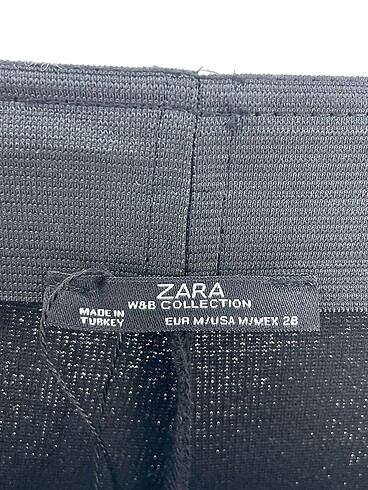 ZARA
W&B COLLECTION
MADE IN
TURKEY
EUR M/USA M/MEX 28